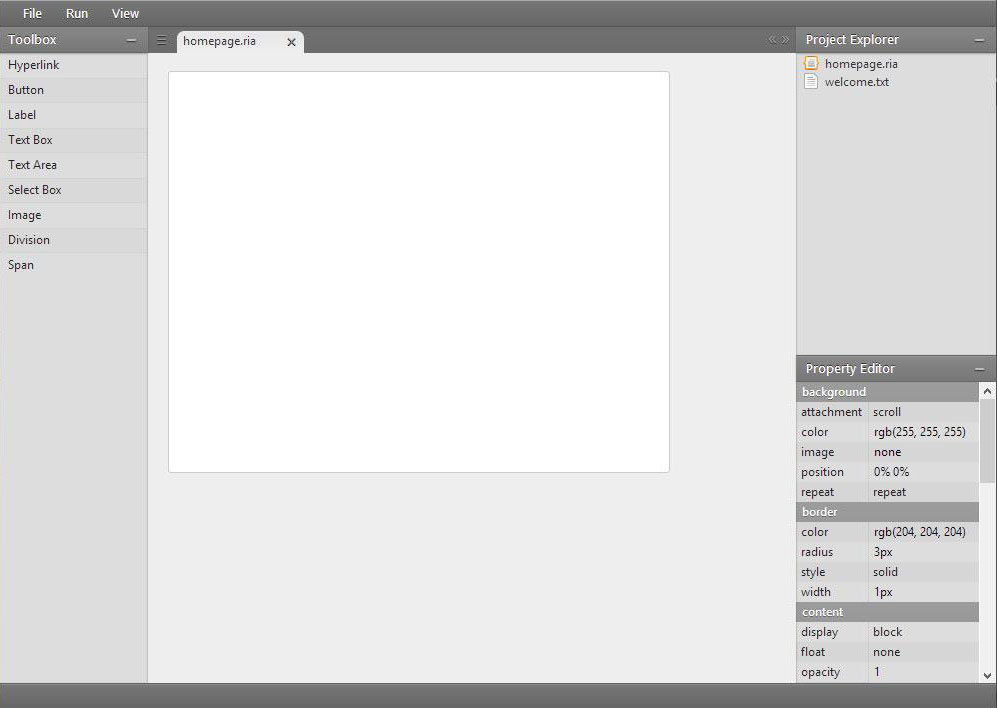 File Run View
Toolbox
homepage.ria
Project Explorer
Hyperlink
Button
Label
Text Box
Text Area
Select Box
Image
Division
Span
homepage.ria
welcome.txt
Property Editor
background
attachment scroll
color rgb(255, 255, 255)
image none
position 0% 0%
repeat repeat
border
color rgb(204, 204, 204)
radius 3px
style solid
width 1px
content
display block
float none
opacity 1